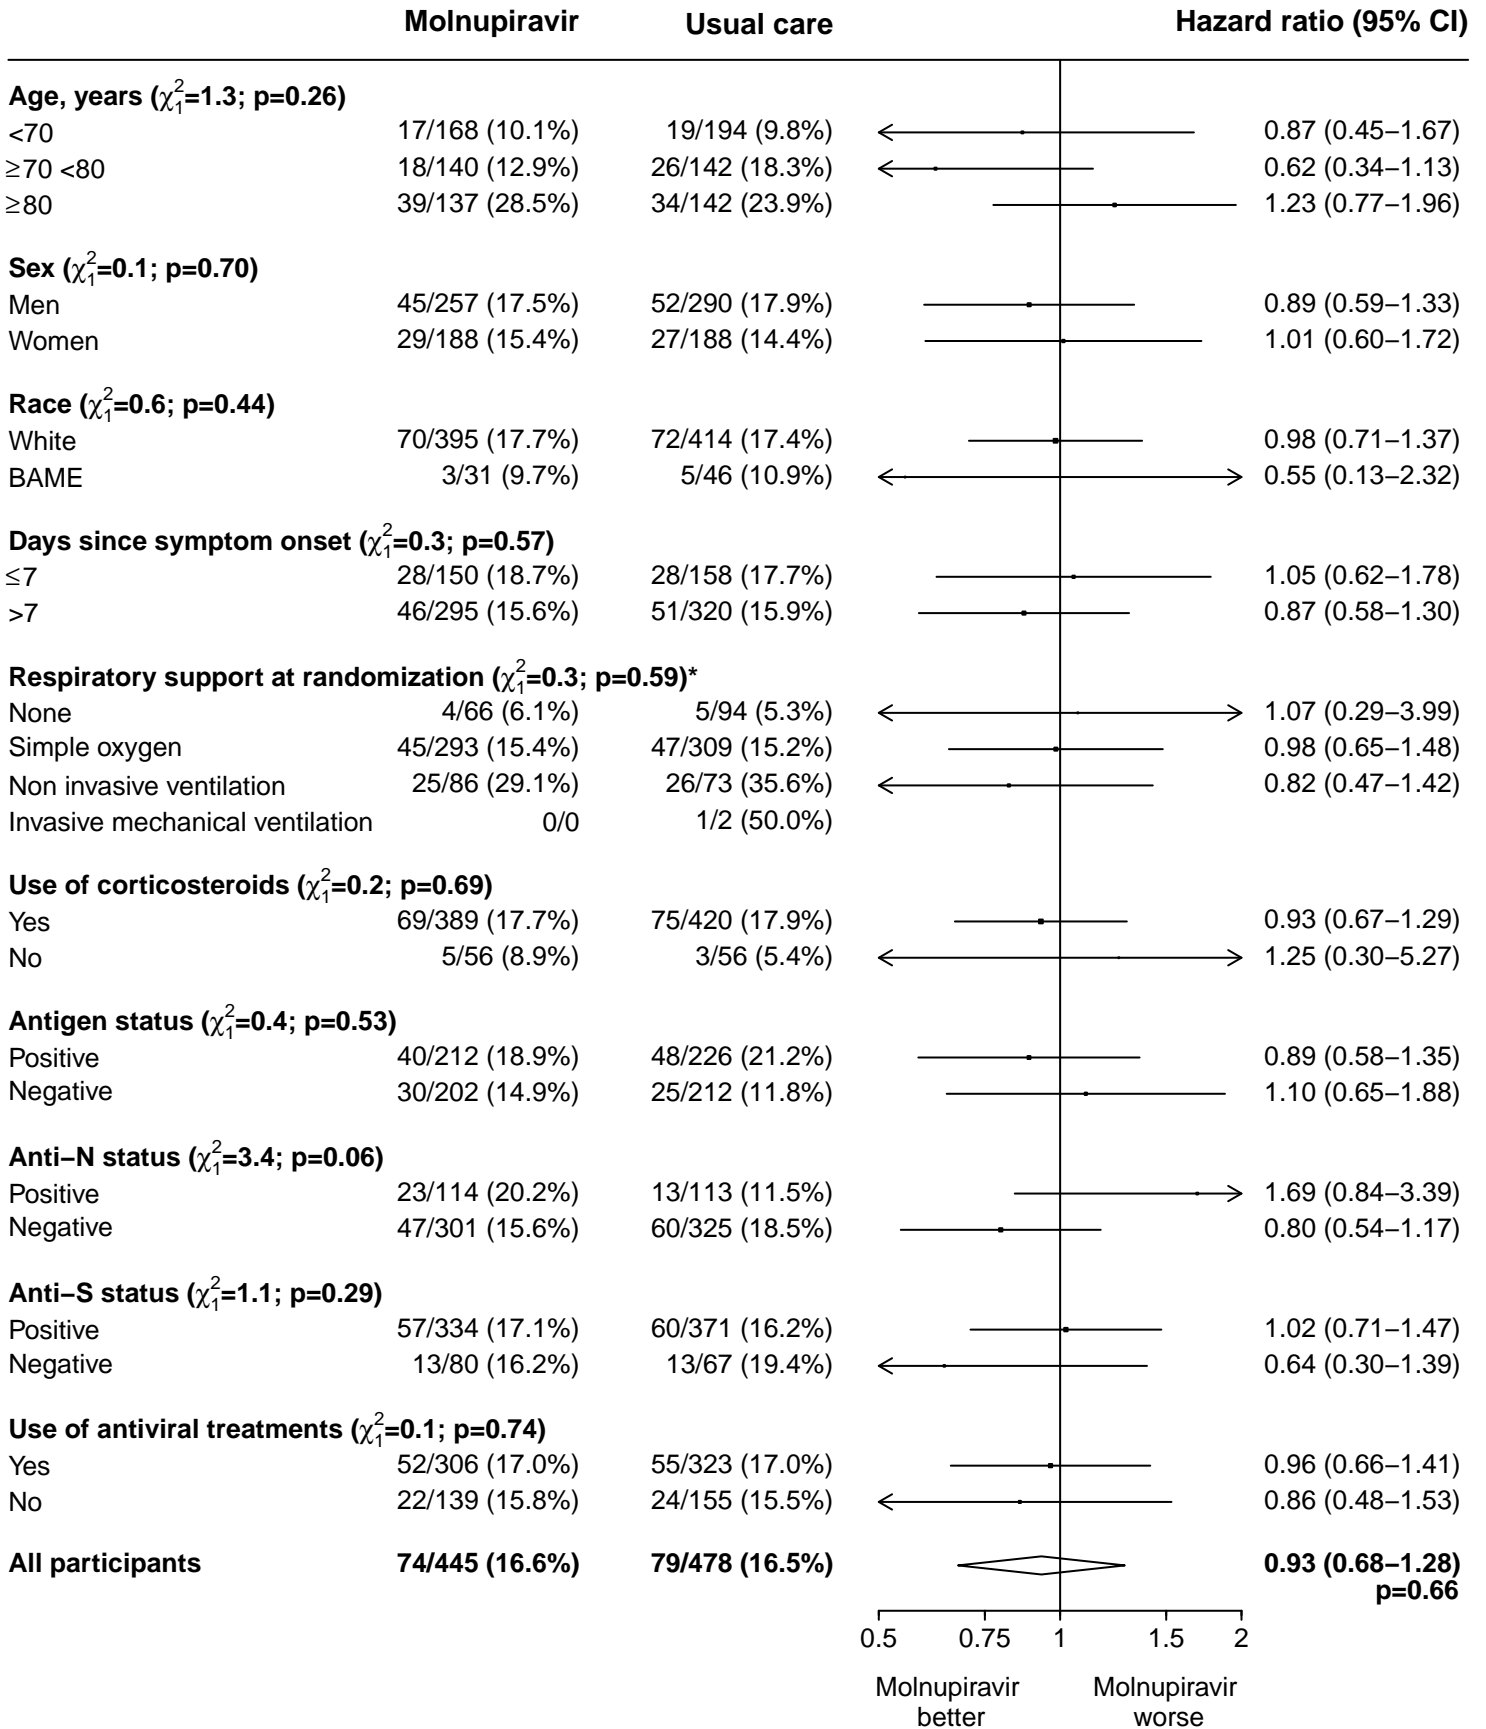 Molnupiravir Usual care Hazard ratio (95% CI)
Age, years (χ²₁=1.3; p=0.26)
<70 17/168 (10.1%) 19/194 (9.8%) 0.87 (0.45−1.67)
≥70 <80 18/140 (12.9%) 26/142 (18.3%) 0.62 (0.34−1.13)
≥80 39/137 (28.5%) 34/142 (23.9%) 1.23 (0.77−1.96)
Sex (χ²₁=0.1; p=0.70)
Men 45/257 (17.5%) 52/290 (17.9%) 0.89 (0.59−1.33)
Women 29/188 (15.4%) 27/188 (14.4%) 1.01 (0.60−1.72)
Race (χ²₁=0.6; p=0.44)
White 70/395 (17.7%) 72/414 (17.4%) 0.98 (0.71−1.37)
BAME 3/31 (9.7%) 5/46 (10.9%) 0.55 (0.13−2.32)
Days since symptom onset (χ²₁=0.3; p=0.57)
≤7 28/150 (18.7%) 28/158 (17.7%) 1.05 (0.62−1.78)
>7 46/295 (15.6%) 51/320 (15.9%) 0.87 (0.58−1.30)
Respiratory support at randomization (χ²₁=0.3; p=0.59)*
None 4/66 (6.1%) 5/94 (5.3%) 1.07 (0.29−3.99)
Simple oxygen 45/293 (15.4%) 47/309 (15.2%) 0.98 (0.65−1.48)
Non invasive ventilation 25/86 (29.1%) 26/73 (35.6%) 0.82 (0.47−1.42)
Invasive mechanical ventilation 0/0 1/2 (50.0%)
Use of corticosteroids (χ²₁=0.2; p=0.69)
Yes 69/389 (17.7%) 75/420 (17.9%) 0.93 (0.67−1.29)
No 5/56 (8.9%) 3/56 (5.4%) 1.25 (0.30−5.27)
Antigen status (χ²₁=0.4; p=0.53)
Positive 40/212 (18.9%) 48/226 (21.2%) 0.89 (0.58−1.35)
Negative 30/202 (14.9%) 25/212 (11.8%) 1.10 (0.65−1.88)
Anti−N status (χ²₁=3.4; p=0.06)
Positive 23/114 (20.2%) 13/113 (11.5%) 1.69 (0.84−3.39)
Negative 47/301 (15.6%) 60/325 (18.5%) 0.80 (0.54−1.17)
Anti−S status (χ²₁=1.1; p=0.29)
Positive 57/334 (17.1%) 60/371 (16.2%) 1.02 (0.71−1.47)
Negative 13/80 (16.2%) 13/67 (19.4%) 0.64 (0.30−1.39)
Use of antiviral treatments (χ²₁=0.1; p=0.74)
Yes 52/306 (17.0%) 55/323 (17.0%) 0.96 (0.66−1.41)
No 22/139 (15.8%) 24/155 (15.5%) 0.86 (0.48−1.53)
All participants 74/445 (16.6%) 79/478 (16.5%) 0.93 (0.68−1.28)
p=0.66
0.5 0.75 1 1.5 2
Molnupiravir Molnupiravir
better worse